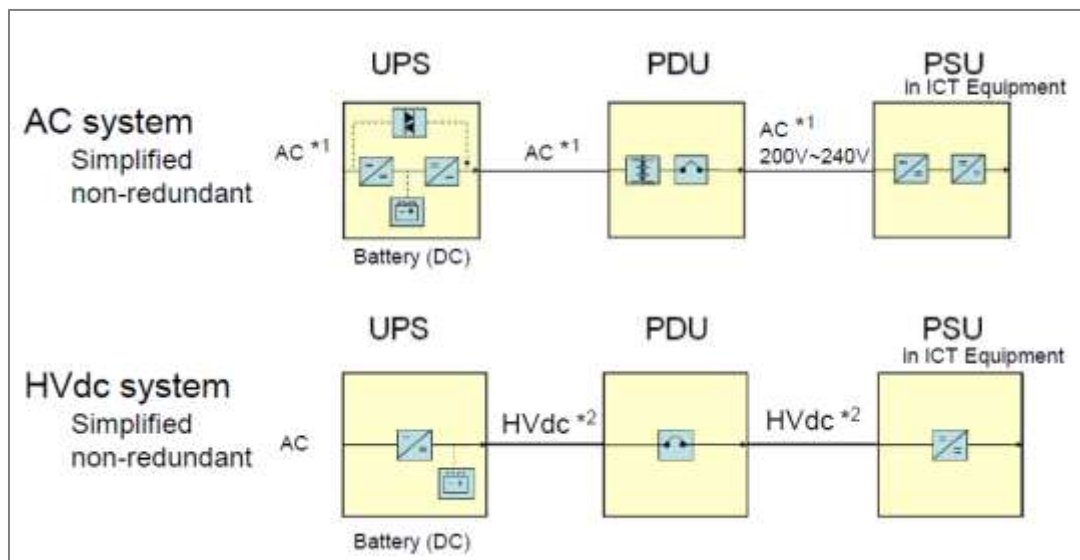 UPS
PDU
PSU
in ICT Equipment
AC system
Simplified
non-redundant
AC *1
AC *1
AC *1
200V~240V
Battery (DC)
UPS
PDU
PSU
in ICT Equipment
HVdc system
Simplified
non-redundant
AC
HVdc *2
HVdc *2
Battery (DC)